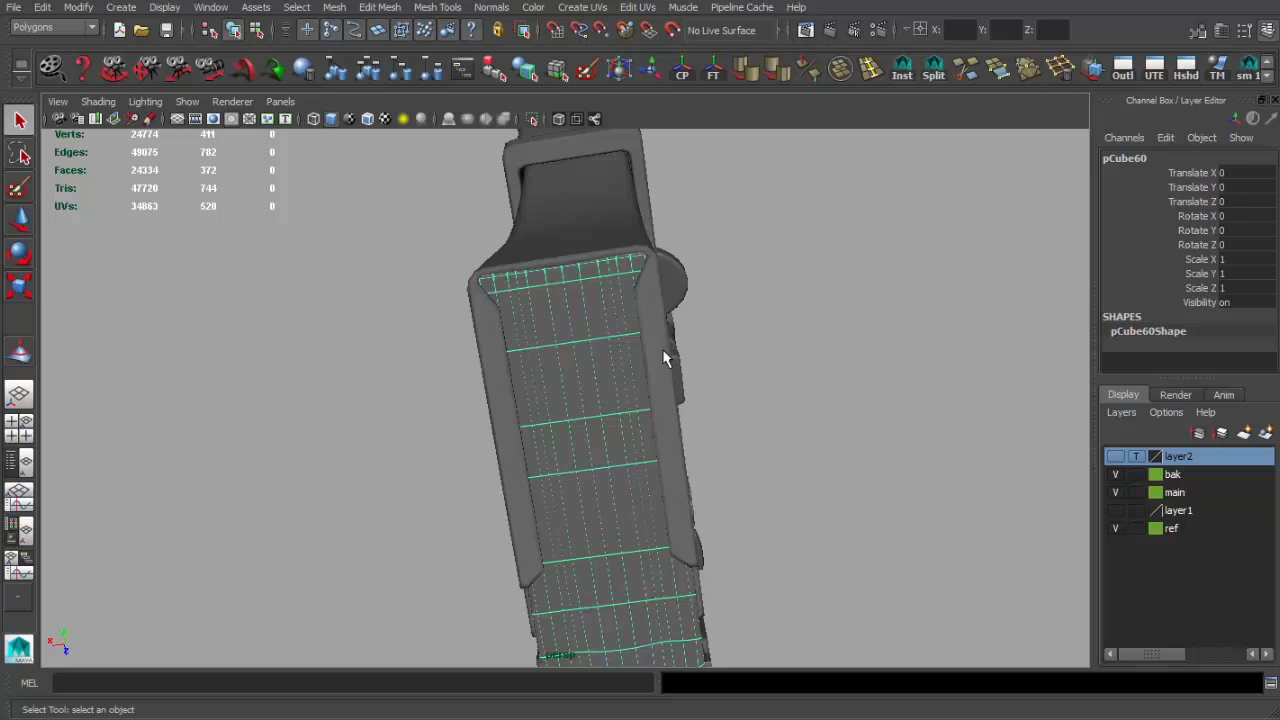 File Edit Modify Create Display Window Assets Select Mesh Edit Mesh Mesh Tools Normals Color Create UVs Edit UVs Muscle Pipeline Cache Help
Polygons No Live Surface X: Y: Z:
CP FT Inst Split Outl UTE Hshd TM sm 1
View Shading Lighting Show Renderer Panels
Channel Box / Layer Editor
Channels Edit Object Show
Verts: 24774 411 0
Edges: 49075 782 0
Faces: 24334 372 0
Tris: 47720 744 0
UVs: 34863 520 0
pCube60
Translate X 0
Translate Y 0
Translate Z 0
Rotate X 0
Rotate Y 0
Rotate Z 0
Scale X 1
Scale Y 1
Scale Z 1
Visibility on
SHAPES
pCube60Shape
Display Render Anim
Layers Options Help
T layer2
V bak
V main
layer1
V ref
persp
MEL
Select Tool: select an object